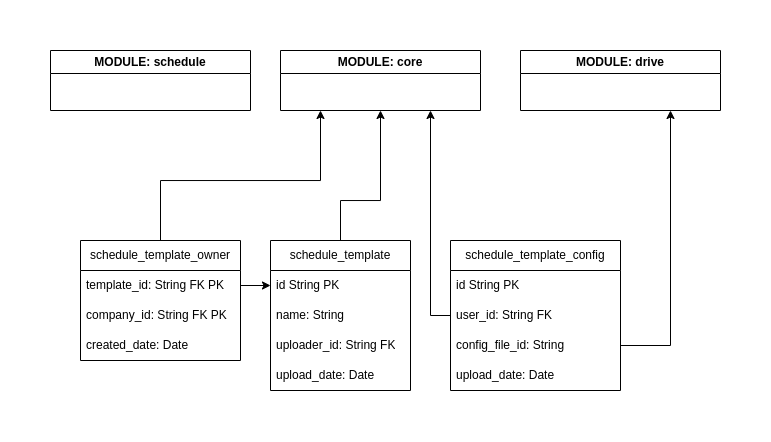 MODULE: schedule
MODULE: core
MODULE: drive
schedule_template_owner
template_id: String FK PK
company_id: String FK PK
created_date: Date
schedule_template
id String PK
name: String
uploader_id: String FK
upload_date: Date
schedule_template_config
id String PK
user_id: String FK
config_file_id: String
upload_date: Date